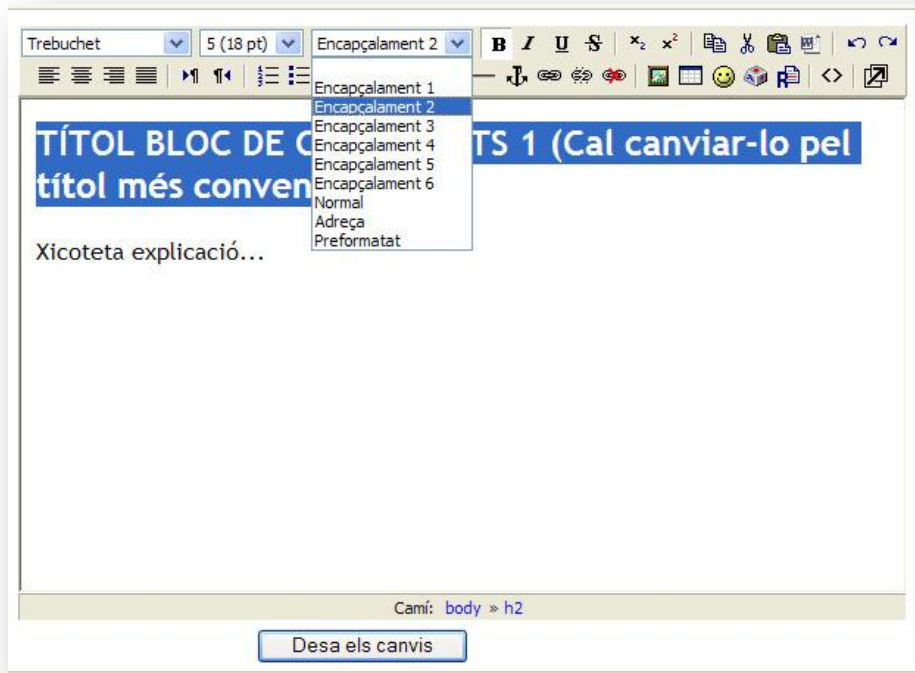 Trebuchet 5 (18 pt) Encapçalament 2 B I U S x₂ x²
Encapçalament 1
Encapçalament 2
Encapçalament 3
Encapçalament 4
Encapçalament 5
Encapçalament 6
Normal
Adreça
Preformatat
TÍTOL BLOC DE C TS 1 (Cal canviar-lo pel
títol més conven
Xicoteta explicació...
Camí: body » h2
Desa els canvis